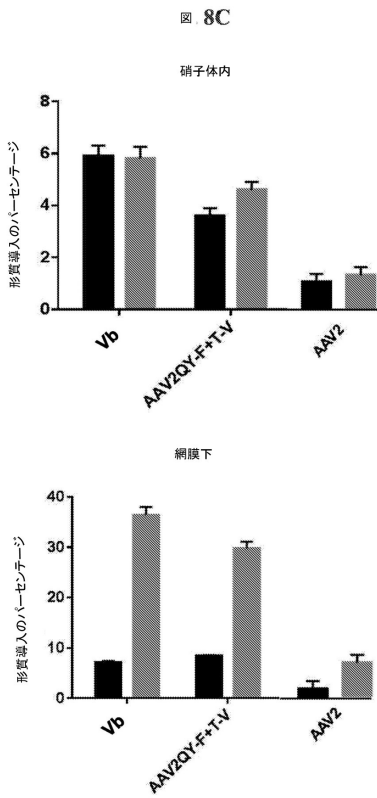 図 8C
硝子体内
形質導入のパーセンテージ
8
6
4
2
0
Vb
AAV2QY-F+T-V
AAV2
網膜下
形質導入のパーセンテージ
40
30
20
10
0
Vb
AAV2QY-F+T-V
AAV2